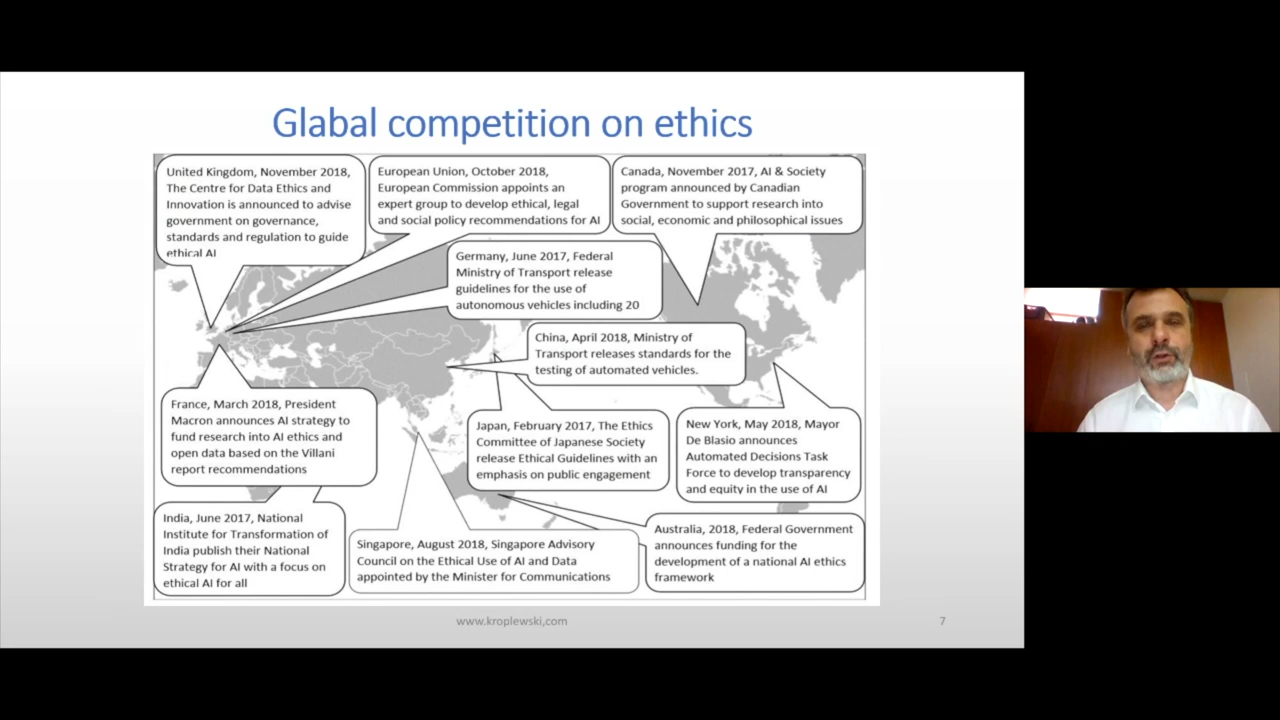 Glabal competition on ethics
United Kingdom, November 2018,
The Centre for Data Ethics and
Innovation is announced to advise
government on governance,
standards and regulation to guide
ethical AI
European Union, October 2018,
European Commission appoints an
expert group to develop ethical, legal
and social policy recommendations for AI
Canada, November 2017, AI & Society
program announced by Canadian
Government to support research into
social, economic and philosophical issues
Germany, June 2017, Federal
Ministry of Transport release
guidelines for the use of
autonomous vehicles including 20
China, April 2018, Ministry of
Transport releases standards for the
testing of automated vehicles.
France, March 2018, President
Macron announces AI strategy to
fund research into AI ethics and
open data based on the Villani
report recommendations
Japan, February 2017, The Ethics
Committee of Japanese Society
release Ethical Guidelines with an
emphasis on public engagement
New York, May 2018, Mayor
De Blasio announces
Automated Decisions Task
Force to develop transparency
and equity in the use of AI
India, June 2017, National
Institute for Transformation of
India publish their National
Strategy for AI with a focus on
ethical AI for all
Singapore, August 2018, Singapore Advisory
Council on the Ethical Use of AI and Data
appointed by the Minister for Communications
Australia, 2018, Federal Government
announces funding for the
development of a national AI ethics
framework
www.kroplewski,com
7